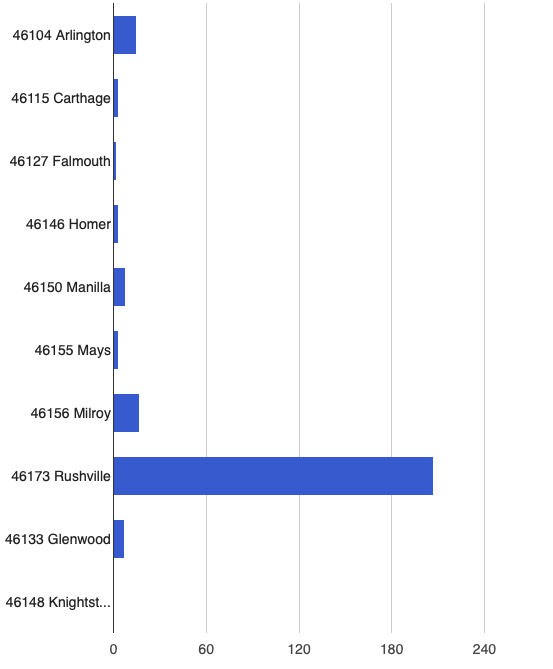 46104 Arlington
46115 Carthage
46127 Falmouth
46146 Homer
46150 Manilla
46155 Mays
46156 Milroy
46173 Rushville
46133 Glenwood
46148 Knightst...
0 60 120 180 240